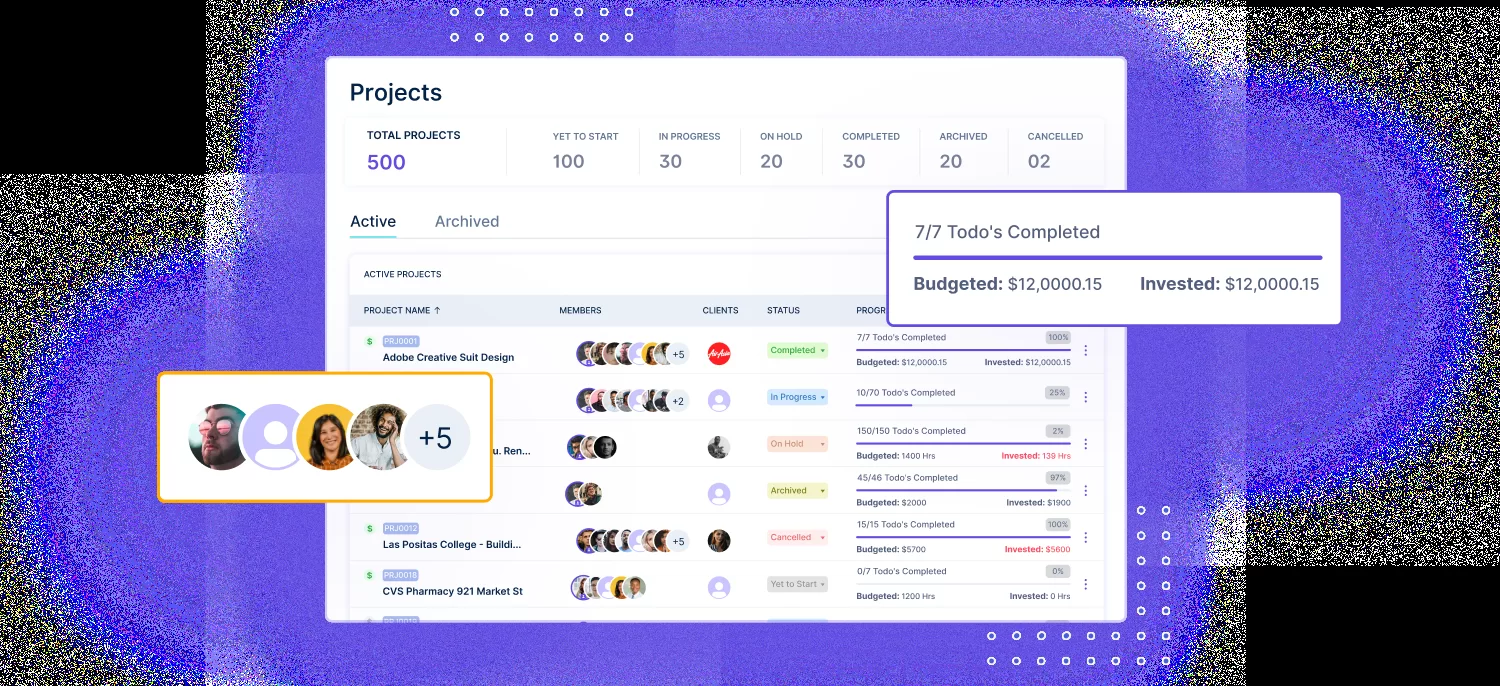 Projects
TOTAL PROJECTS YET TO START IN PROGRESS ON HOLD COMPLETED ARCHIVED CANCELLED
500 100 30 20 30 20 02
Active Archived
7/7 Todo's Completed
Budgeted: $12,0000.15 Invested: $12,0000.15
ACTIVE PROJECTS
PROJECT NAME ↑ MEMBERS CLIENTS STATUS PROGR
$ PRJ0001 7/7 Todo's Completed 100%
Adobe Creative Suit Design +5 AirAsia Completed
Budgeted: $12,0000.15 Invested: $12,0000.15
+2 In Progress 10/70 Todo's Completed 25%
+5
150/150 Todo's Completed 2%
u. Ren... On Hold Budgeted: 1400 Hrs Invested: 139 Hrs
45/46 Todo's Completed 97%
Archived Budgeted: $2000 Invested: $1900
$ PRJ0012 15/15 Todo's Completed 100%
Las Positas College - Buildi... +5 Cancelled Budgeted: $5700 Invested: $5600
$ PRJ0018 0/7 Todo's Completed 0%
CVS Pharmacy 921 Market St Yet to Start Budgeted: 1200 Hrs Invested: 0 Hrs